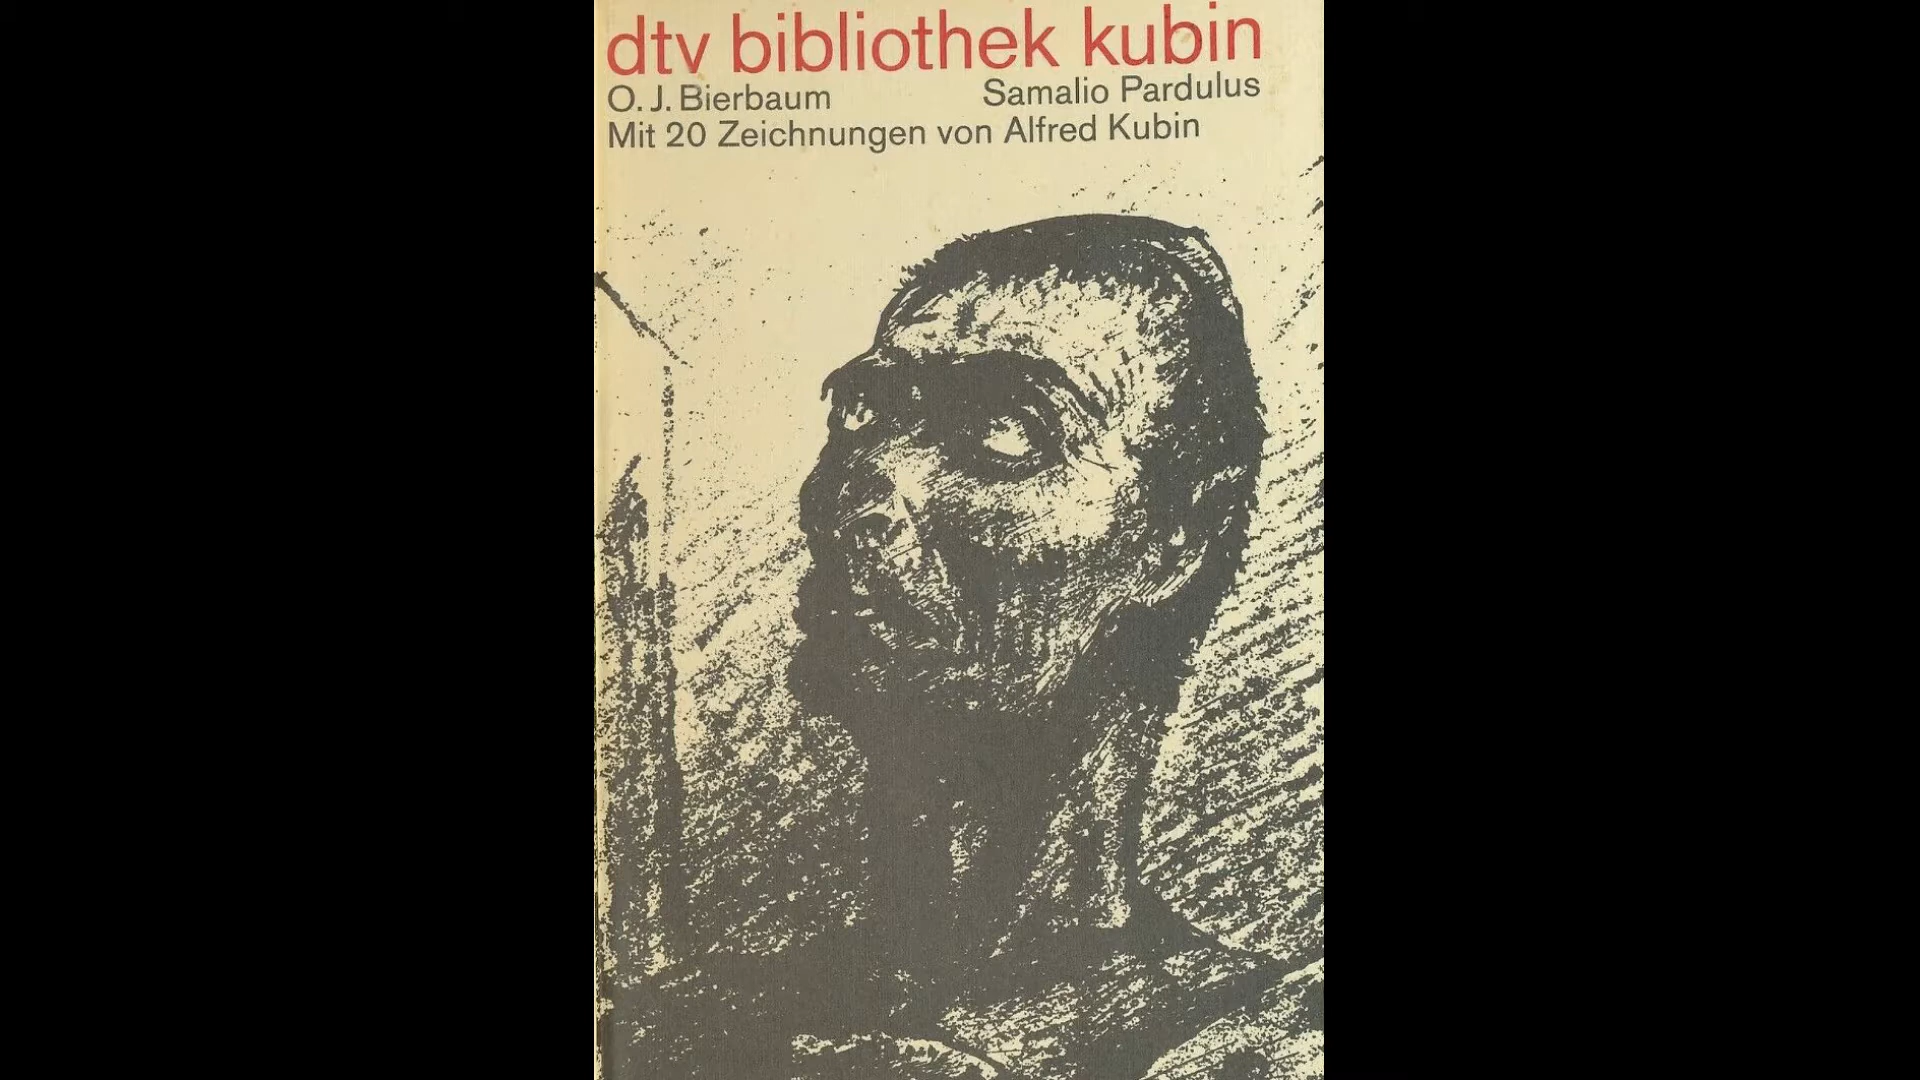 dtv bibliothek kubin
O. J. Bierbaum Samalio Pardulus
Mit 20 Zeichnungen von Alfred Kubin